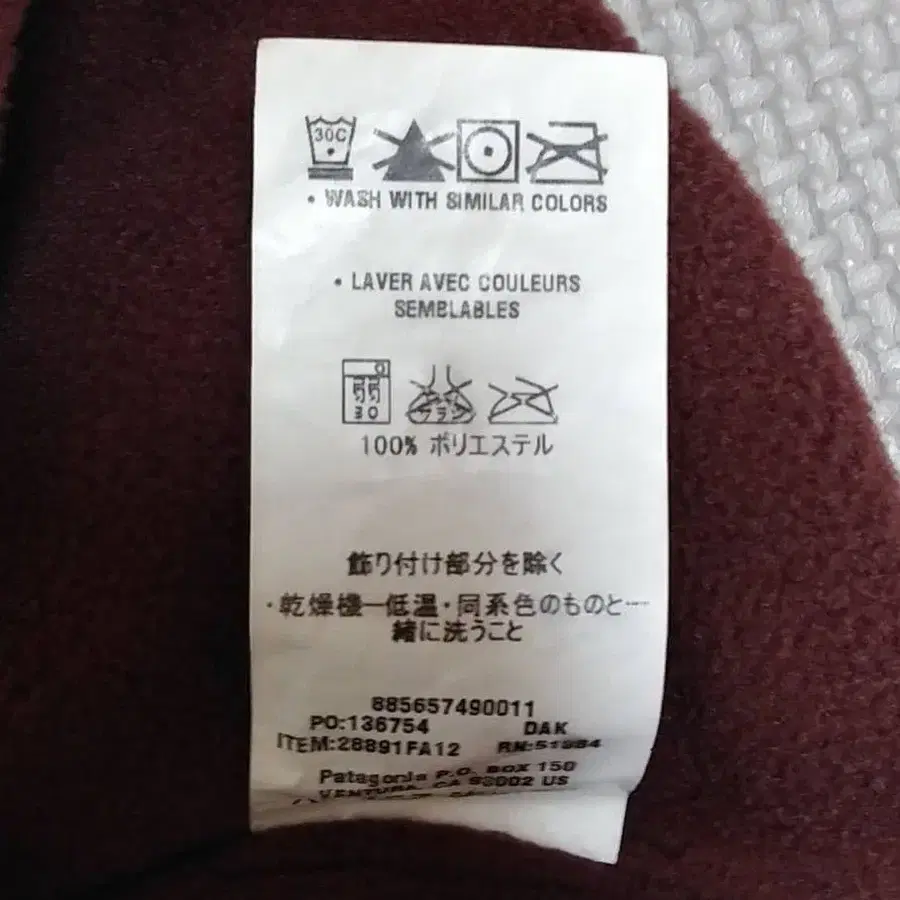 30C
• WASH WITH SIMILAR COLORS
• LAVER AVEC COULEURS
SEMBLABLES
弱
30
エンソ
100% ポリエステル
飾り付け部分を除く
・乾燥機ー低温・同系色のものと一
緒に洗うこと
885657490011
PO:136754 DAK
ITEM:28891FA12 RN:51884
Patagonia P.O. BOX 150
VENTURA, CA 93002 US